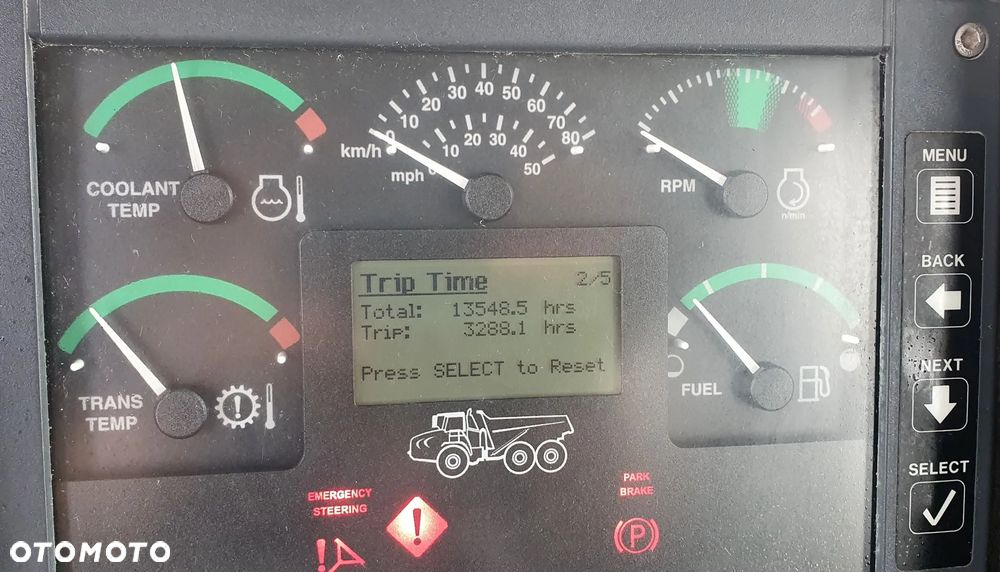 COOLANT
TEMP
0 10 20 30 40 50 60 70 80
km/h
0 10 20 30 40 50
mph
RPM
n/min
MENU
BACK
NEXT
SELECT
Trip Time 2/5
Total: 13548.5 hrs
Trip: 3288.1 hrs
Press SELECT to Reset
TRANS
TEMP
FUEL
EMERGENCY
STEERING
PARK
BRAKE
P
OTOMOTO